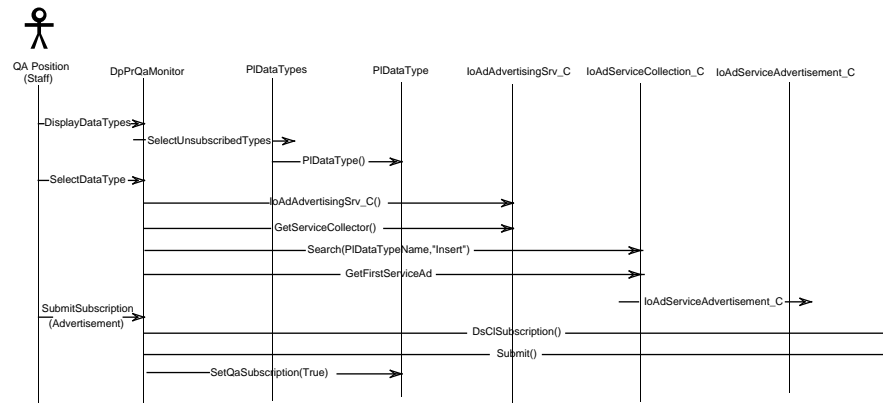 QA Position
(Staff)
DpPrQaMonitor
PlDataTypes
PlDataType
IoAdAdvertisingSrv_C
IoAdServiceCollection_C
IoAdServiceAdvertisement_C
DisplayDataTypes
SelectUnsubscribedTypes
PlDataType()
SelectDataType
IoAdAdvertisingSrv_C()
GetServiceCollector()
Search(PlDataTypeName,"Insert")
GetFirstServiceAd
IoAdServiceAdvertisement_C
SubmitSubscription
(Advertisement)
DsClSubscription()
Submit()
SetQaSubscription(True)